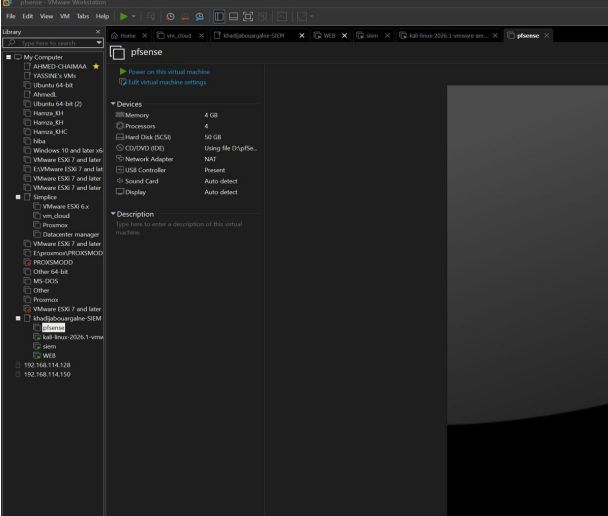 pfsense - VMware Workstation
File Edit View VM Tabs Help
Library
Type here to search
My Computer
AHMED-CHAIMAA
YASSINE's VMs
Ubuntu 64-bit
AhmedL
Ubuntu 64-bit (2)
Hamza_KH
Hamza_KH
Hamza_KHC
hiba
Windows 10 and later x6
VMware ESXi 7 and later
E:\VMware ESXi 7 and lat
VMware ESXi 7 and later
VMware ESXi 7 and later
Simplice
VMware ESXi 6.x
vm_cloud
Proxmox
Datacenter manager
VMware ESXi 7 and later
E:\proxmox\PROXSMOD
PROXSMODD
Other 64-bit
MS-DOS
Other
Proxmox
VMware ESXi 7 and later
khadijabouargalne-SIEM
pfsense
kali-linux-2026.1-vmw
siem
WEB
192.168.114.128
192.168.114.150
Home vm_cloud khadijabouargalne-SIEM WEB siem kali-linux-2026.1-vmware-am... pfsense
pfsense
Power on this virtual machine
Edit virtual machine settings
Devices
Memory 4 GB
Processors 4
Hard Disk (SCSI) 50 GB
CD/DVD (IDE) Using file D:\pfSe...
Network Adapter NAT
USB Controller Present
Sound Card Auto detect
Display Auto detect
Description
Type here to enter a description of this virtual
machine.